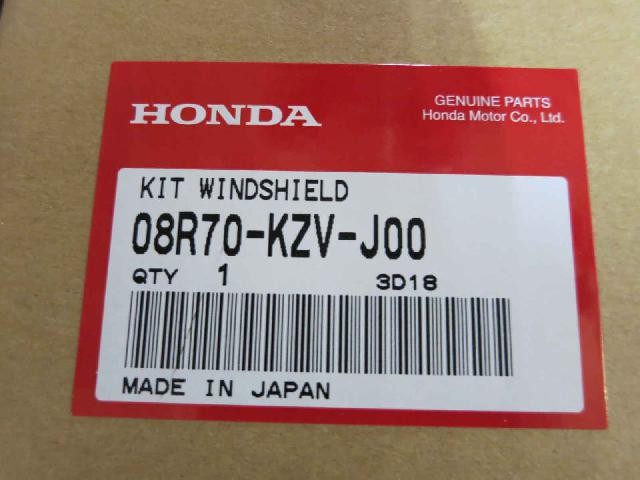 HONDA
GENUINE PARTS
Honda Motor Co., Ltd.
KIT WINDSHIELD
08R70-KZV-J00
QTY 1 3D18
MADE IN JAPAN